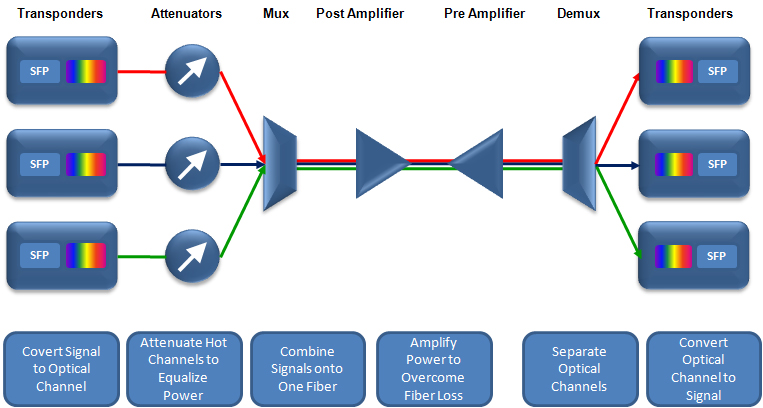 Transponders Attenuators Mux Post Amplifier Pre Amplifier Demux Transponders
SFP
SFP
SFP
SFP
SFP
SFP
Covert Signal
to Optical
Channel
Attenuate Hot
Channels to
Equalize
Power
Combine
Signals onto
One Fiber
Amplify
Power to
Overcome
Fiber Loss
Separate
Optical
Channels
Convert
Optical
Channel to
Signal